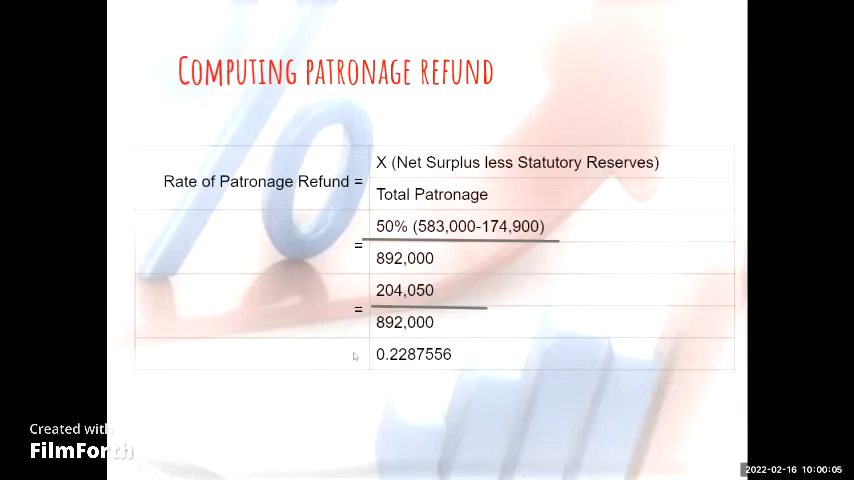 COMPUTING PATRONAGE REFUND
X (Net Surplus less Statutory Reserves)
Rate of Patronage Refund =
Total Patronage
50% (583,000-174,900)
=
892,000
204,050
=
892,000
0.2287556
Created with
FilmForth
2022-02-16 10:00:05